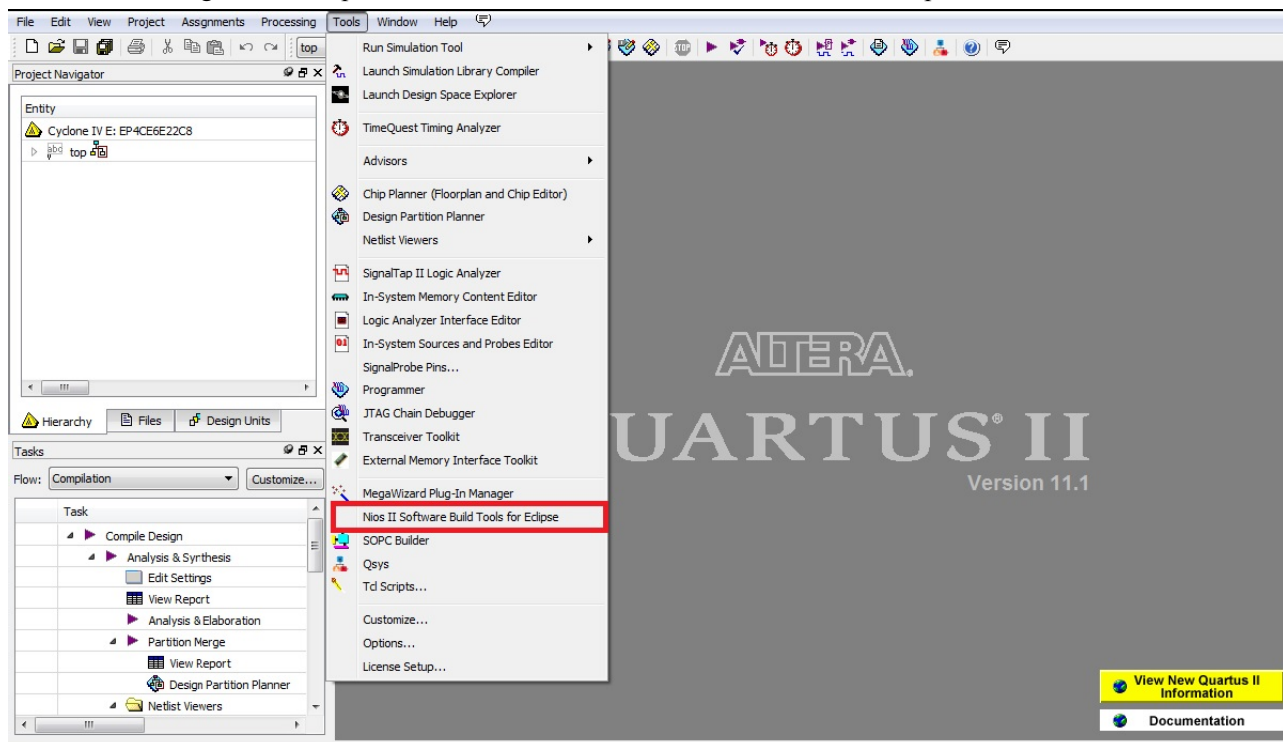 File Edit View Project Assgnments Processing Tools Window Help
top
Project Navigator
Entity
Cyclone IV E: EP4CE6E22C8
abc top
Hierarchy Files Design Units
Tasks
Flow: Compilation Customize...
Task
Compile Design
Analysis & Synthesis
Edit Settings
View Report
Analysis & Elaboration
Partition Merge
View Report
Design Partition Planner
Netlist Viewers
Run Simulation Tool
Launch Simulation Library Compiler
Launch Design Space Explorer
TimeQuest Timing Analyzer
Advisors
Chip Planner (Floorplan and Chip Editor)
Design Partition Planner
Netlist Viewers
SignalTap II Logic Analyzer
In-System Memory Content Editor
Logic Analyzer Interface Editor
In-System Sources and Probes Editor
SignalProbe Pins...
Programmer
JTAG Chain Debugger
Transceiver Toolkit
External Memory Interface Toolkit
MegaWizard Plug-In Manager
Nios II Software Build Tools for Eclipse
SOPC Builder
Qsys
Tcl Scripts...
Customize...
Options...
License Setup...
STOP
ALTERA
UARTUS® II
Version 11.1
View New Quartus II
Information
Documentation